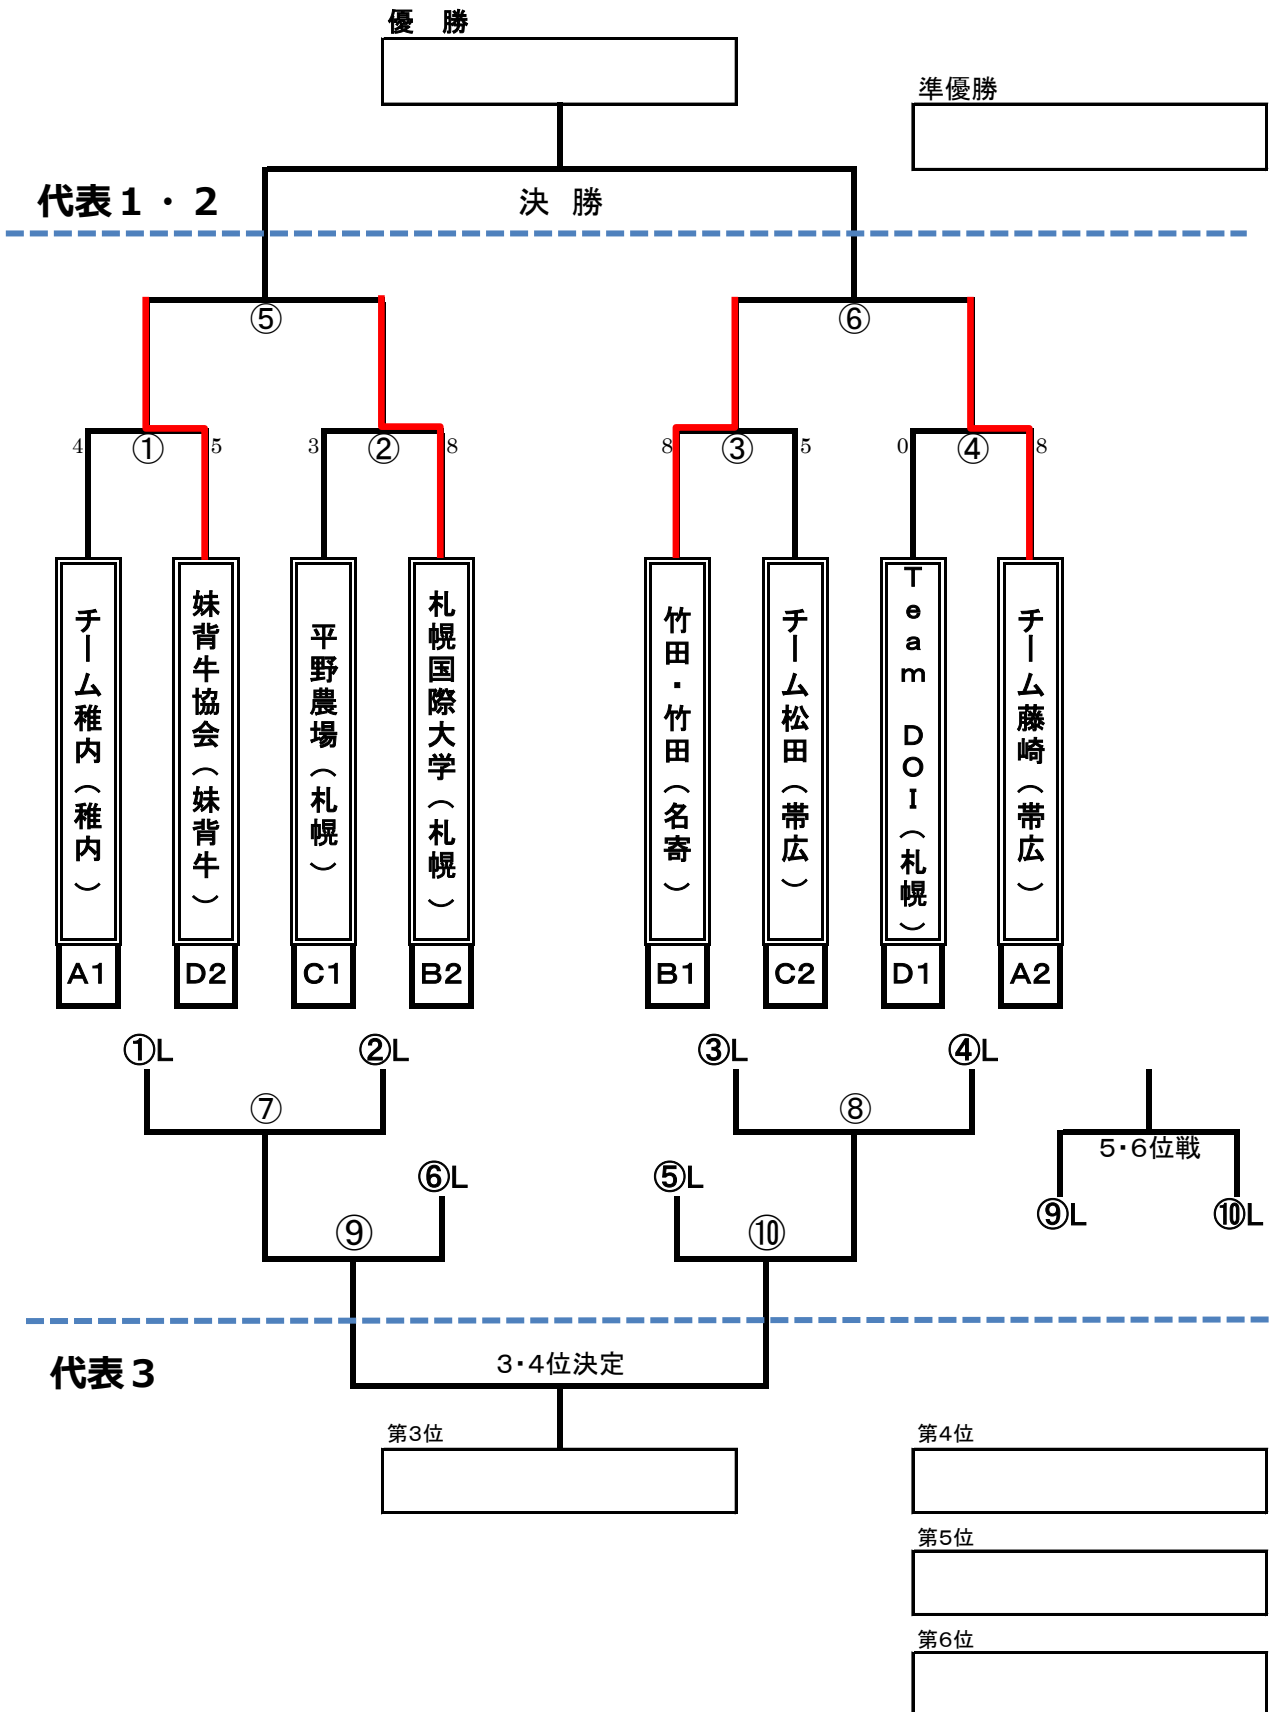 優　勝
準優勝
代表１・２
決　勝
⑤
⑥
4
①
5
3
②
8
8
③
5
0
④
8
チーム稚内（稚内）
妹背牛協会（妹背牛）
平野農場（札幌）
札幌国際大学（札幌）
竹田・竹田（名寄）
チーム松田（帯広）
Ｔｅａｍ　ＤＯＩ（札幌）
チーム藤崎（帯広）
A1
D2
C1
B2
B1
C2
D1
A2
①L
②L
③L
④L
⑦
⑧
5・6位戦
⑥L
⑤L
⑨L
⑩L
⑨
⑩
代表３
3・4位決定
第3位
第4位
第5位
第6位